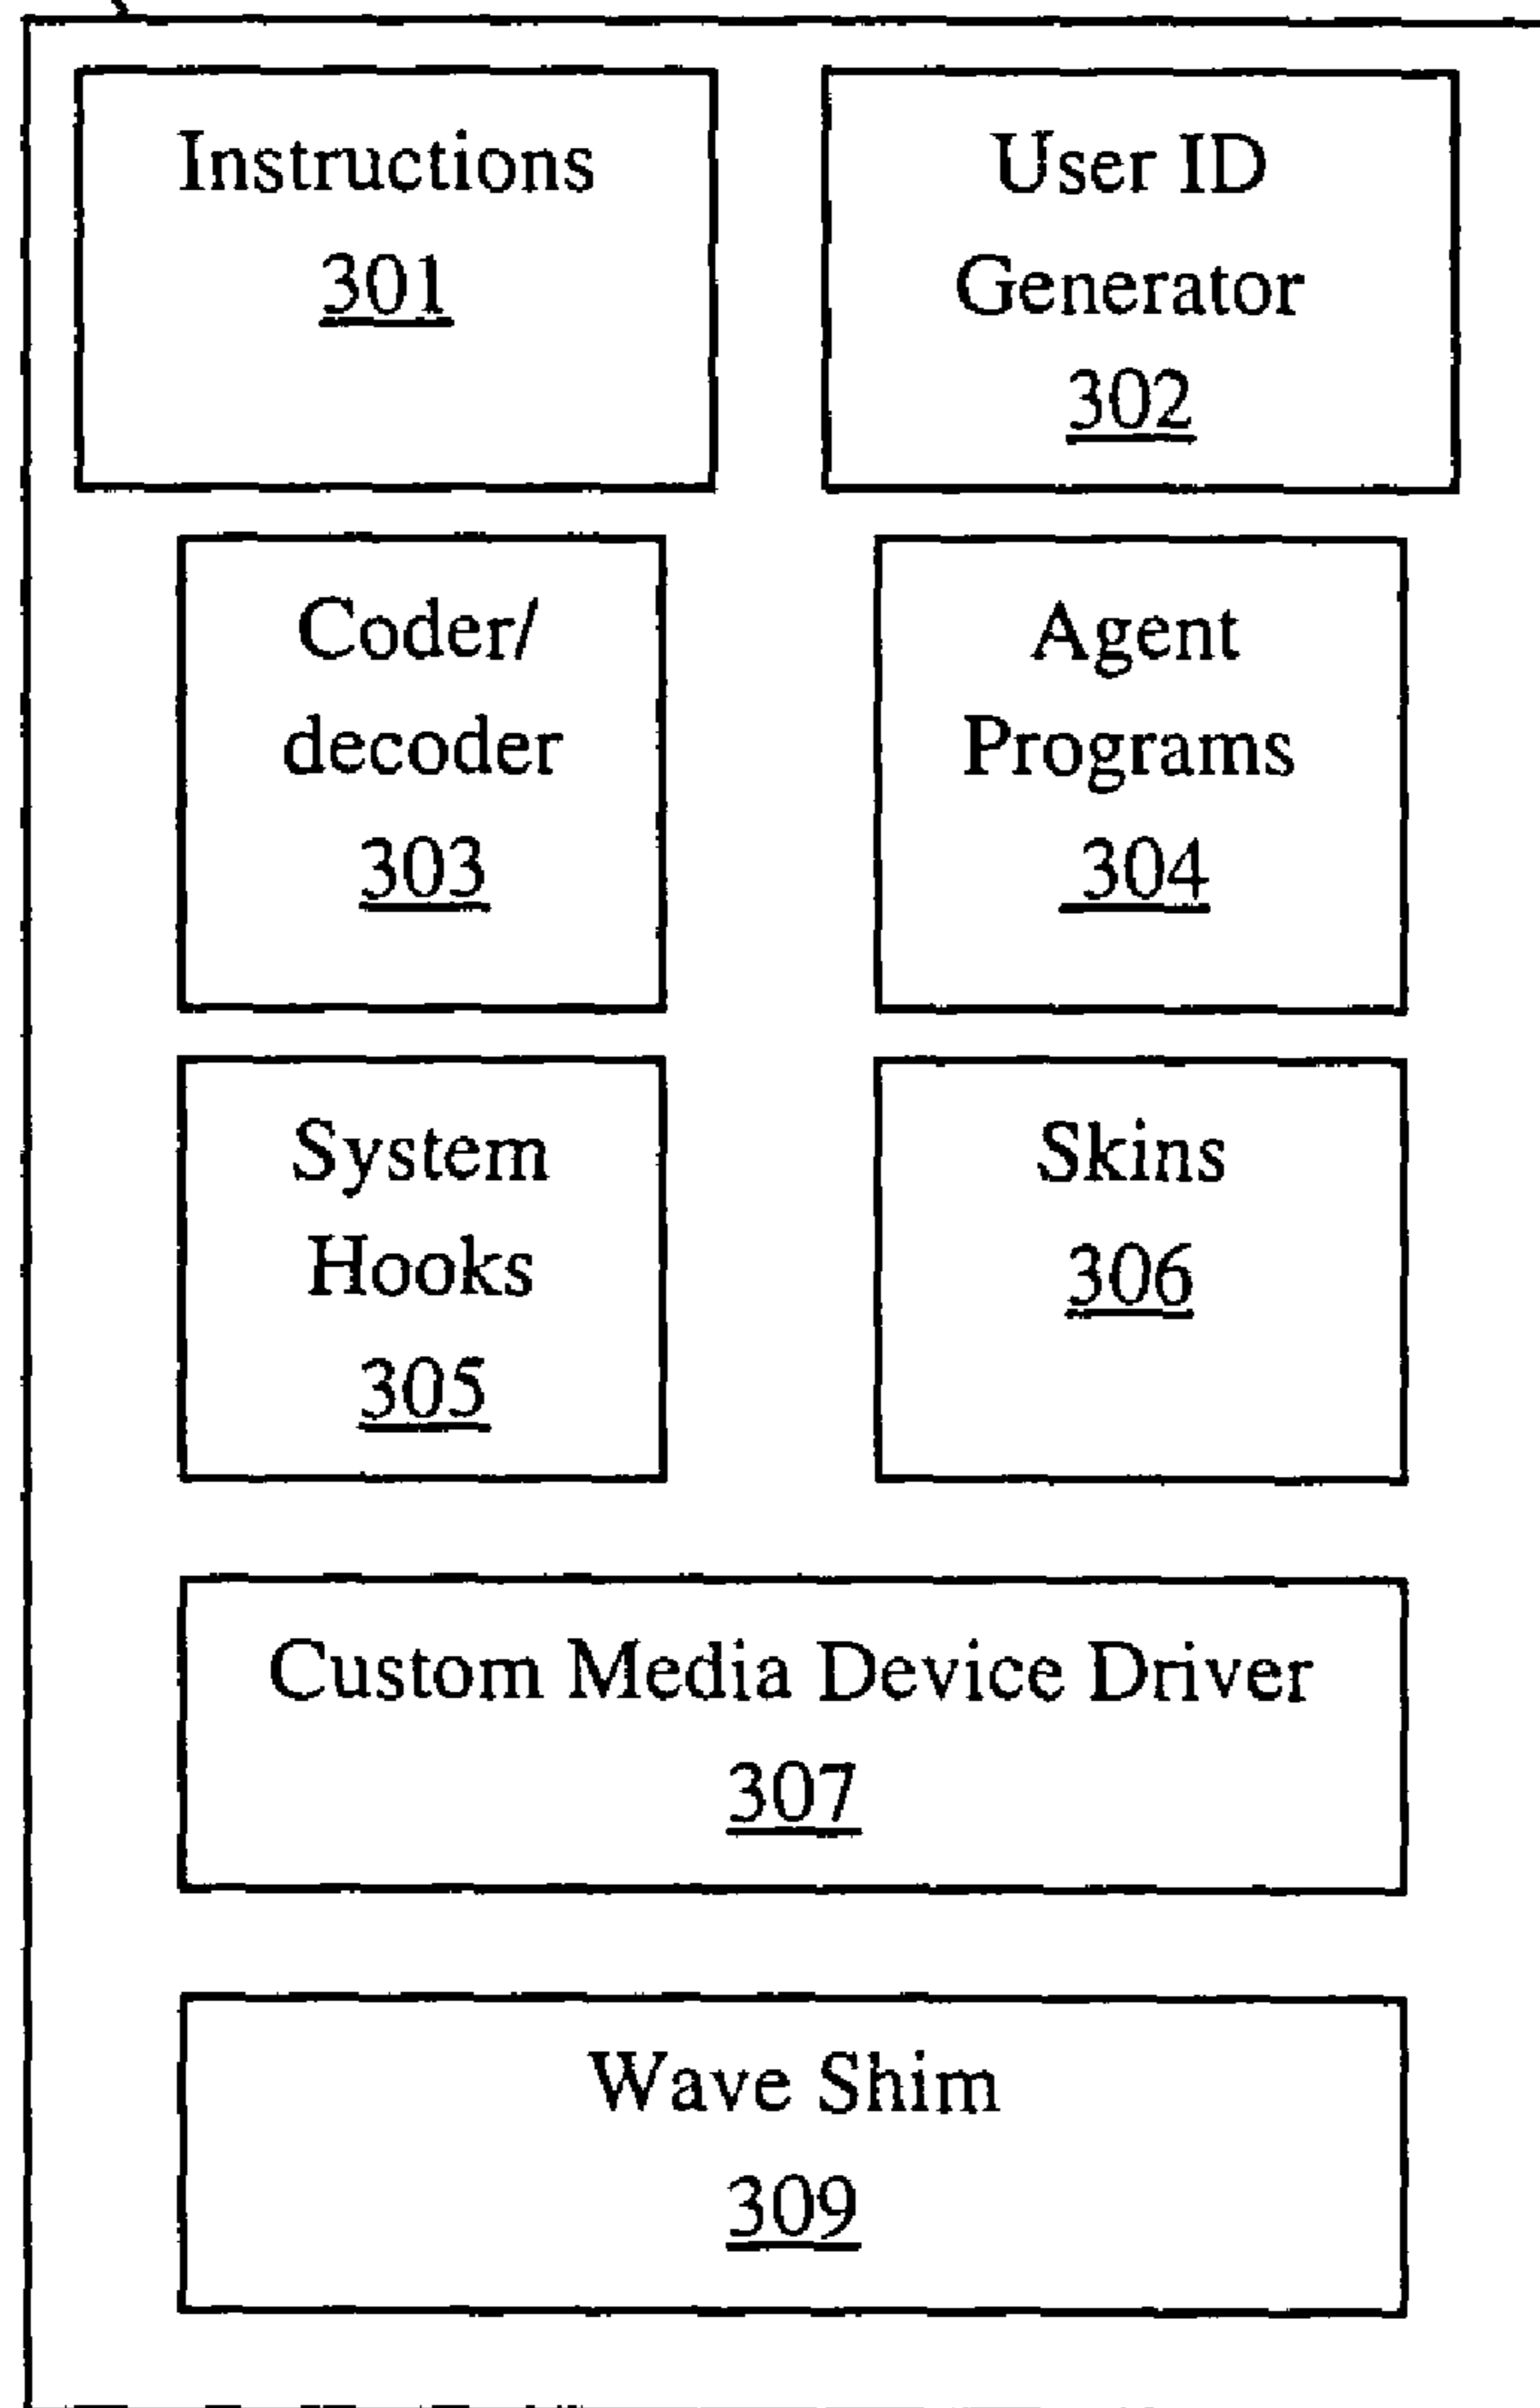 Instructions
301
User ID
Generator
302
Coder/
decoder
303
Agent
Programs
304
System
Hooks
305
Skins
306
Custom Media Device Driver
307
Wave Shim
309